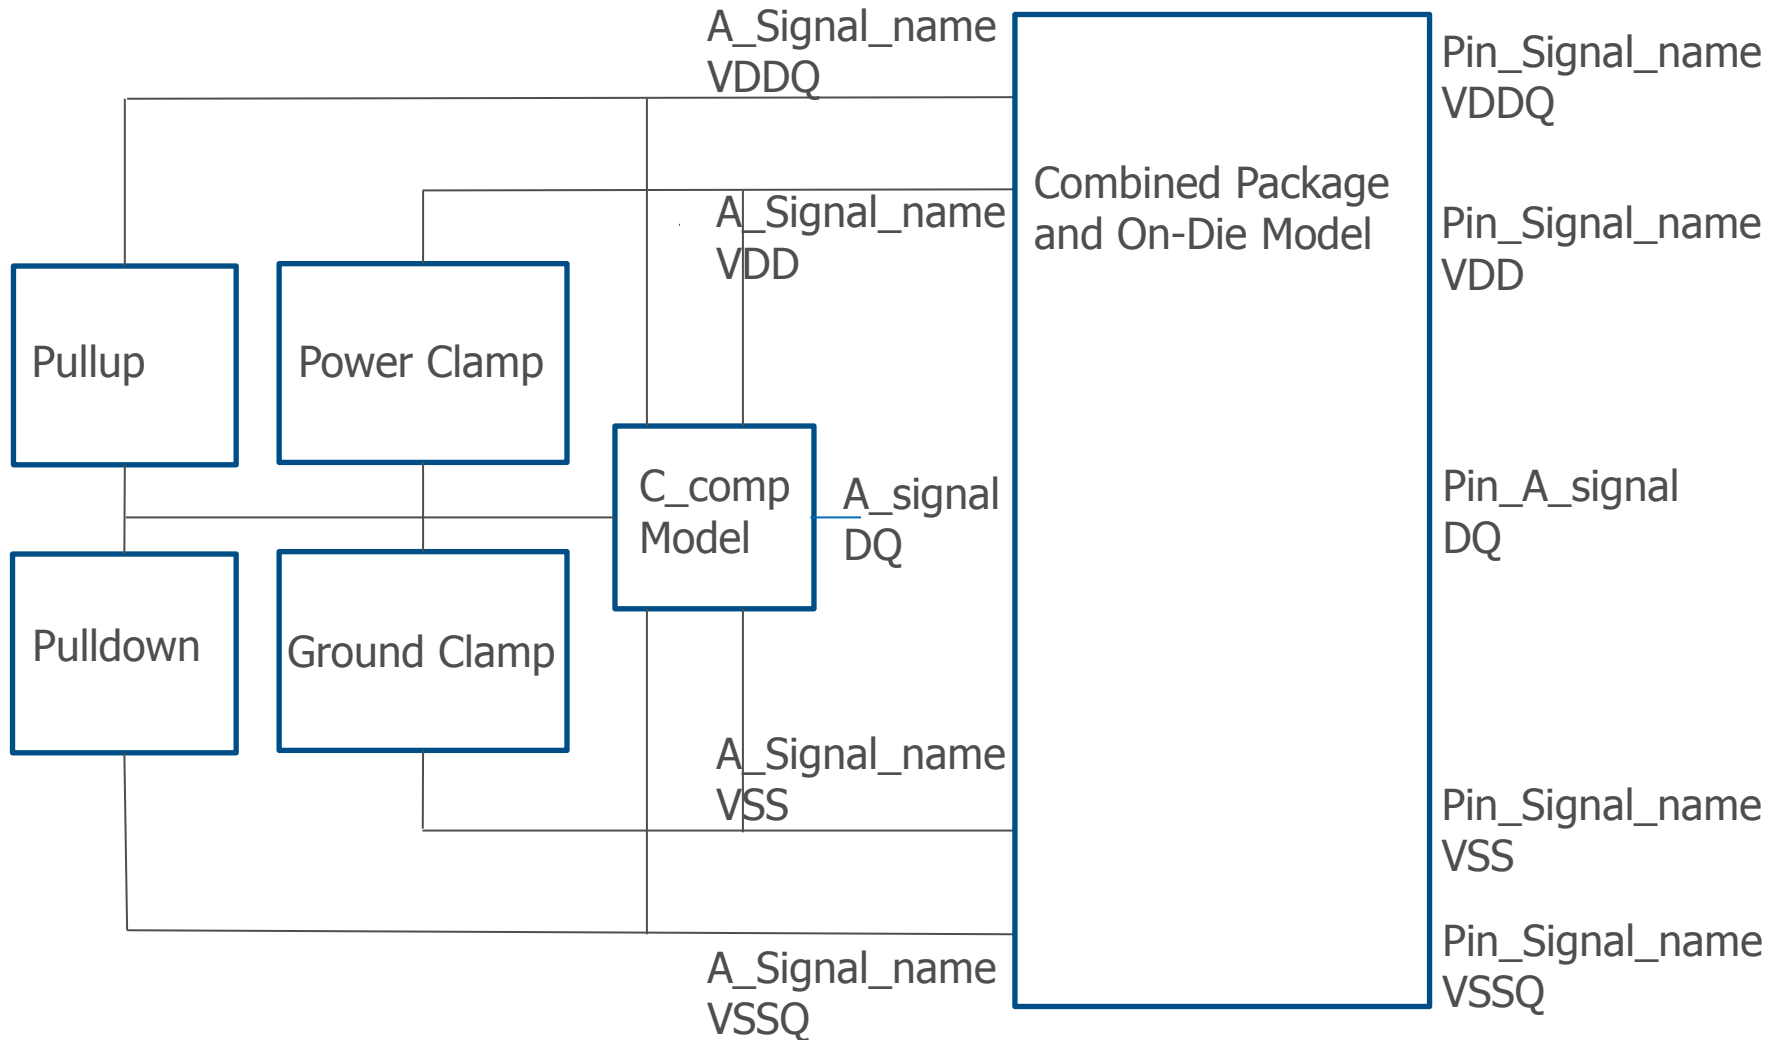 A_Signal_name
VDDQ
Pin_Signal_name
VDDQ
Combined Package
and On-Die Model
A_Signal_name
VDD
Pin_Signal_name
VDD
Pullup
Power Clamp
C_comp
Model
A_signal
DQ
Pin_A_signal
DQ
Pulldown
Ground Clamp
A_Signal_name
VSS
Pin_Signal_name
VSS
A_Signal_name
VSSQ
Pin_Signal_name
VSSQ